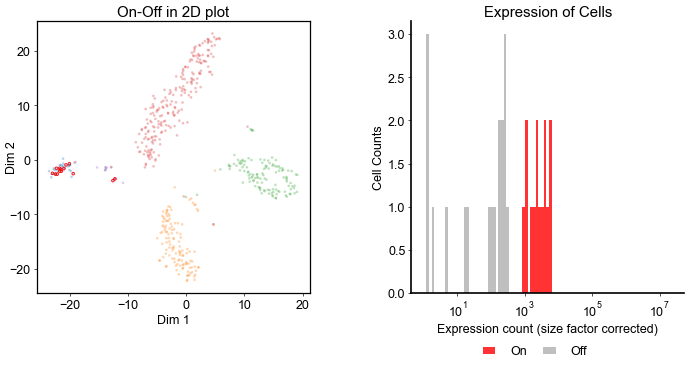 On-Off in 2D plot
Dim 2
20
10
0
−10
−20
−20 −10 0 10 20
Dim 1
Expression of Cells
Cell Counts
3.0
2.5
2.0
1.5
1.0
0.5
0.0
10^1 10^3 10^5 10^7
Expression count (size factor corrected)
On Off